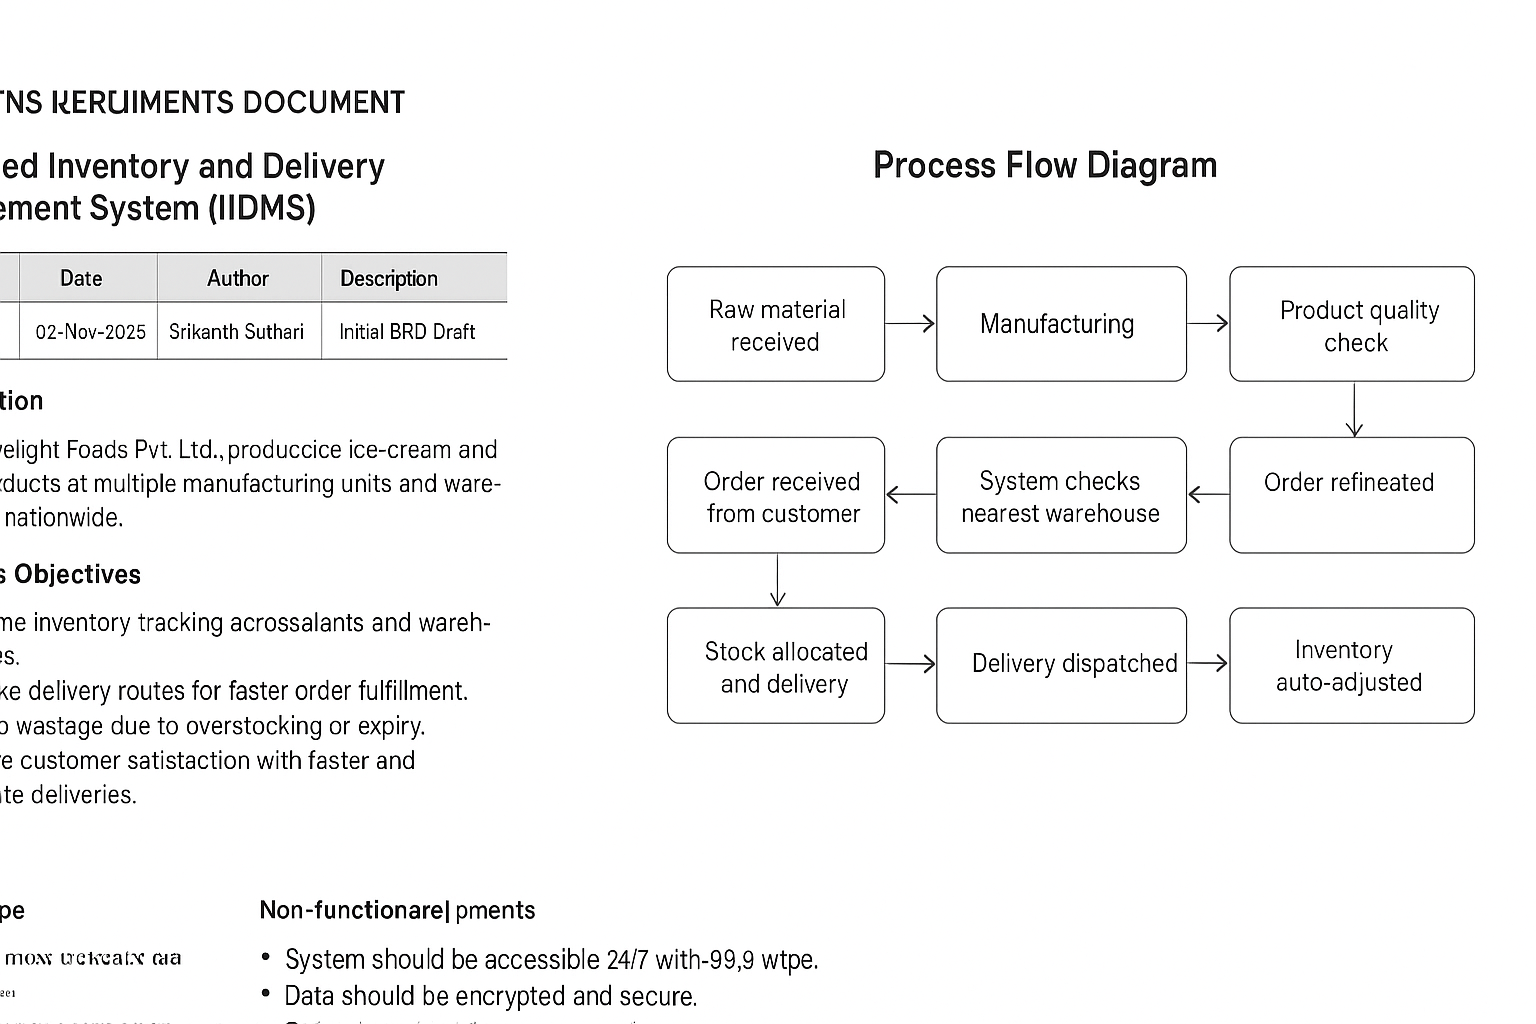 TNS KERUIMENTS DOCUMENT
ed Inventory and Delivery
ement System (IIDMS)
Date Author Description
02-Nov-2025 Srikanth Suthari Initial BRD Draft
tion
velight Foads Pvt. Ltd., produccice ice-cream and
ducts at multiple manufacturing units and ware-
nationwide.
s Objectives
me inventory tracking acrossalants and wareh-
es.
ke delivery routes for faster order fulfillment.
o wastage due to overstocking or expiry.
re customer satistaction with faster and
te deliveries.
Process Flow Diagram
Raw material
received
Manufacturing
Product quality
check
Order received
from customer
System checks
nearest warehouse
Order refineated
Stock allocated
and delivery
Delivery dispatched
Inventory
auto-adjusted
pe
Non-functionare| pments
• System should be accessible 24/7 with-99,9 wtpe.
• Data should be encrypted and secure.